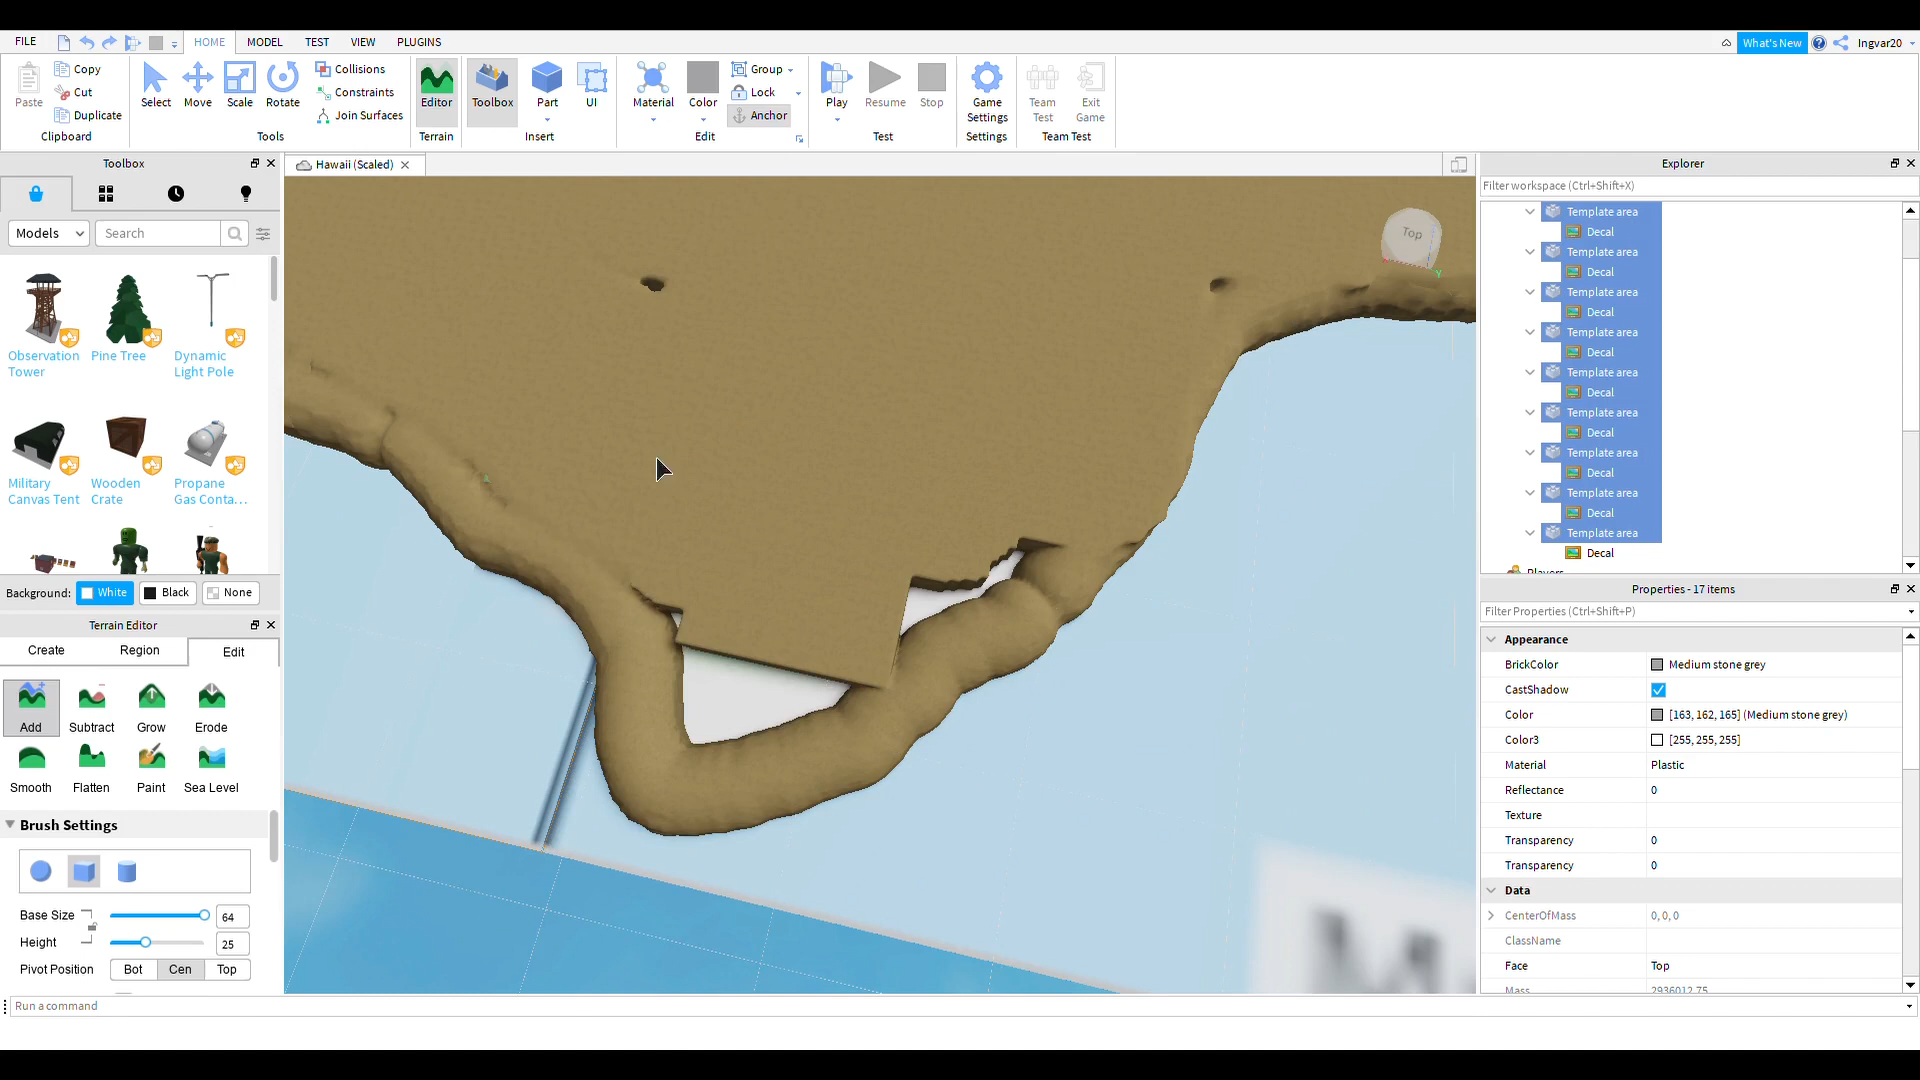 FILE HOME MODEL TEST VIEW PLUGINS What's New Ingvar20
Paste Copy Cut Duplicate Clipboard
Select Move Scale Rotate Collisions Constraints Join Surfaces Tools
Editor Terrain
Toolbox Part UI Insert
Material Color Group Lock Anchor Edit
Play Resume Stop Test
Game Settings Settings
Team Test Exit Game Team Test
Toolbox
Models Search
Observation Tower
Pine Tree
Dynamic Light Pole
Military Canvas Tent
Wooden Crate
Propane Gas Conta...
Background: White Black None
Terrain Editor
Create Region Edit
Add Subtract Grow Erode
Smooth Flatten Paint Sea Level
Brush Settings
Base Size 64
Height 25
Pivot Position Bot Cen Top
Hawaii (Scaled)
Top
Y
Explorer
Filter workspace (Ctrl+Shift+X)
Template area
Decal
Template area
Decal
Template area
Decal
Template area
Decal
Template area
Decal
Template area
Decal
Template area
Decal
Template area
Decal
Template area
Decal
Players
Properties - 17 items
Filter Properties (Ctrl+Shift+P)
Appearance
BrickColor Medium stone grey
CastShadow
Color [163, 162, 165] (Medium stone grey)
Color3 [255, 255, 255]
Material Plastic
Reflectance 0
Texture
Transparency 0
Transparency 0
Data
CenterOfMass 0, 0, 0
ClassName
Face Top
Mass 2936012.75
Run a command